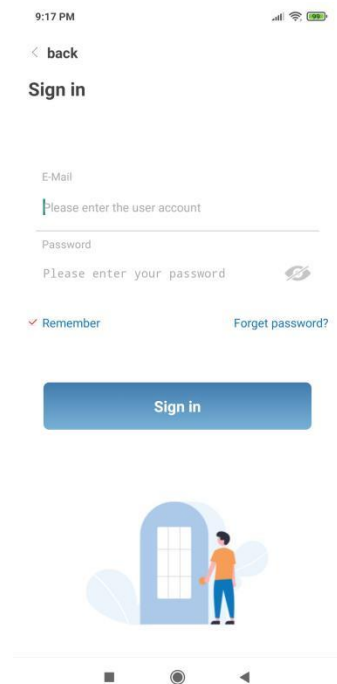 9:17 PM 99
back
Sign in
E-Mail
Please enter the user account
Password
Please enter your password
Remember Forget password?
Sign in